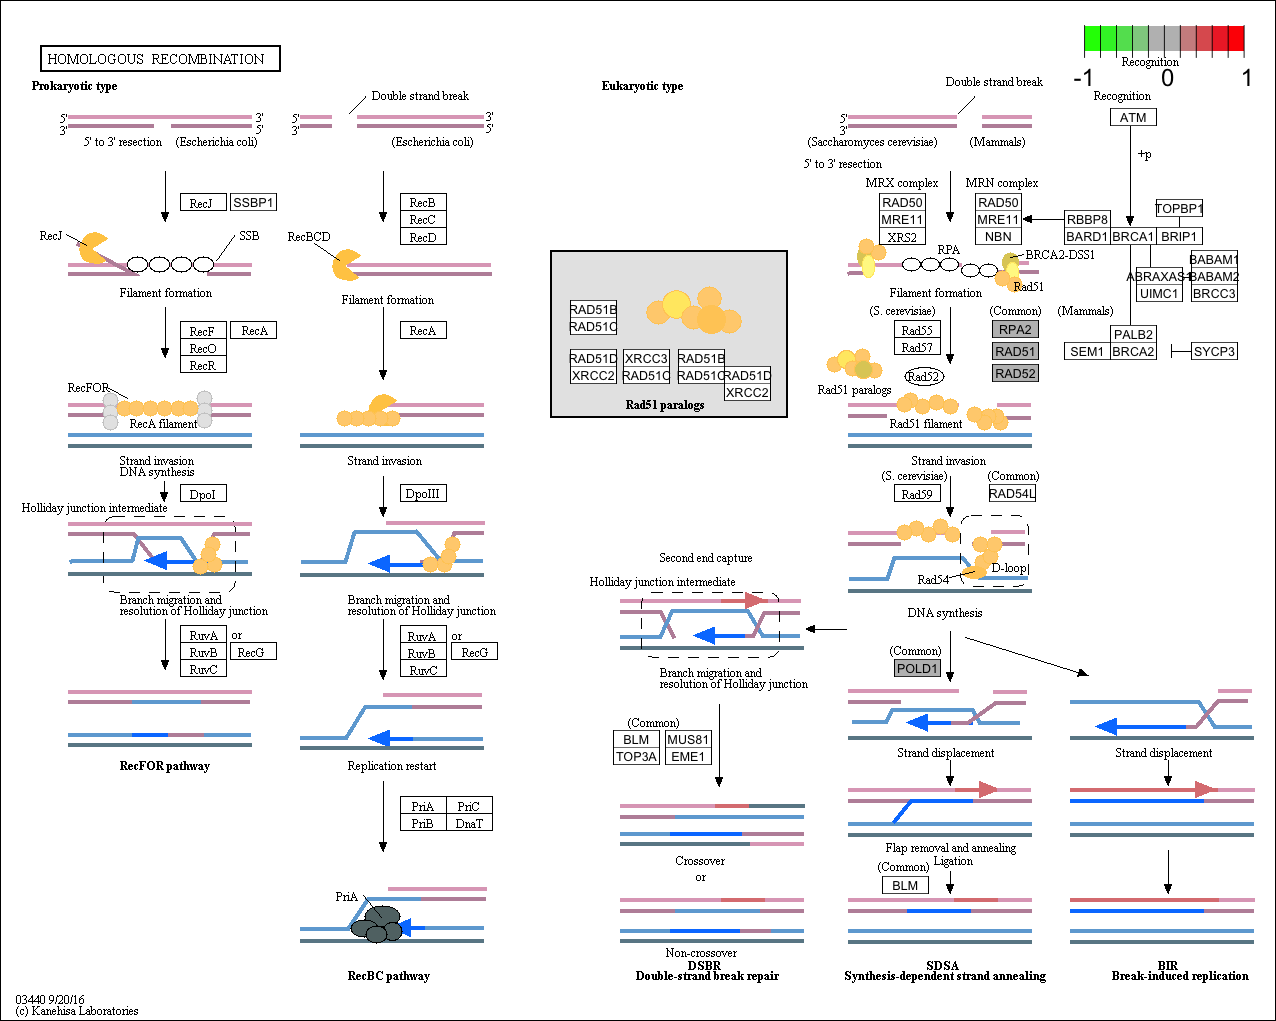 HOMOLOGOUS RECOMBINATION
-1 0 1
Recognition
Prokaryotic type
Eukaryotic type
Double strand break
Double strand break
Recognition
ATM
5'
3'
3'
5'
5' to 3' resection
(Escherichia coli)
5'
3'
3'
5'
(Escherichia coli)
5'
3'
(Saccharomyces cerevisiae)
(Mammals)
5' to 3' resection
+p
RecJ
SSBP1
RecB
RecC
RecD
MRX complex
RAD50
MRE11
XRS2
MRN complex
RAD50
MRE11
NBN
RBBP8
BARD1
BRCA1
TOPBP1
BRIP1
RecJ
SSB
RecBCD
RPA
BRCA2-DSS1
Rad51
ABRAXAS1
UIMC1
BABAM1
BABAM2
BRCC3
Filament formation
Filament formation
Filament formation
RecF
RecO
RecR
RecA
RecA
RAD51B
RAD51C
RAD51D
XRCC2
XRCC3
RAD51C
RAD51B
RAD51C
RAD51D
XRCC2
Rad51 paralogs
(S. cerevisiae)
Rad55
Rad57
Rad52
(Common)
RPA2
RAD51
RAD52
(Mammals)
PALB2
SEM1
BRCA2
SYCP3
RecFOR
RecA filament
Rad51 paralogs
Rad51 filament
Strand invasion
DNA synthesis
Strand invasion
Strand invasion
DpoI
DpoIII
(S. cerevisiae)
Rad59
(Common)
RAD54L
Holliday junction intermediate
Second end capture
Holliday junction intermediate
Rad54
D-loop
Branch migration and
resolution of Holliday junction
Branch migration and
resolution of Holliday junction
DNA synthesis
RuvA
RuvB
RuvC
or
RecG
RuvA
RuvB
RuvC
or
RecG
Branch migration and
resolution of Holliday junction
(Common)
POLD1
(Common)
BLM
TOP3A
MUS81
EME1
Strand displacement
Strand displacement
RecFOR pathway
Replication restart
PriA
PriC
PriB
DnaT
Crossover
or
Flap removal and annealing
Ligation
(Common)
BLM
PriA
Non-crossover
RecBC pathway
DSBR
Double-strand break repair
SDSA
Synthesis-dependent strand annealing
BIR
Break-induced replication
03440 9/20/16
(c) Kanehisa Laboratories